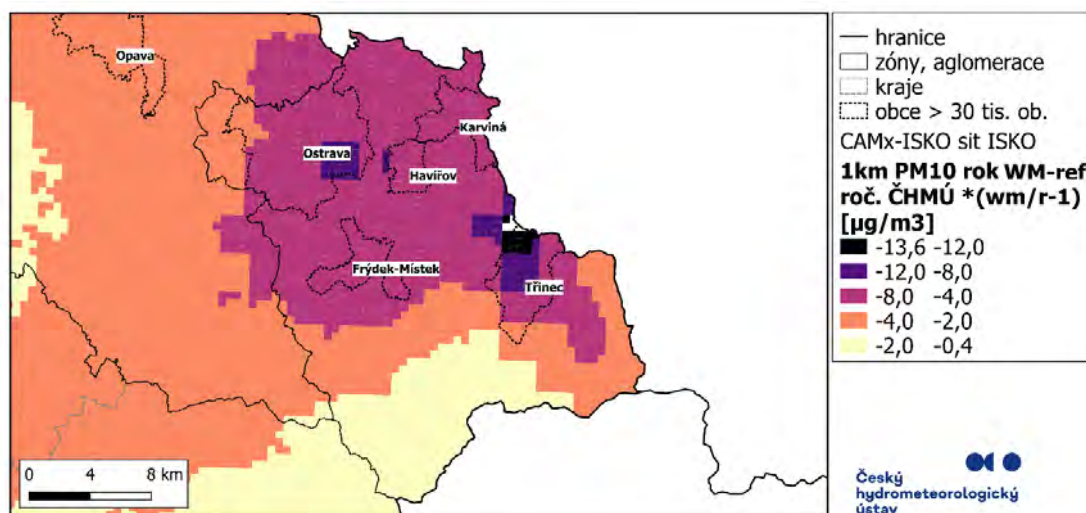 Opava
Ostrava
Karviná
Havířov
Frýdek-Místek
Třinec
0 4 8 km
hranice
zóny, aglomerace
kraje
obce > 30 tis. ob.
CAMx-ISKO sit ISKO
1km PM10 rok WM-ref
roč. ČHMÚ *(wm/r-1)
[µg/m3]
-13,6 -12,0
-12,0 -8,0
-8,0 -4,0
-4,0 -2,0
-2,0 -0,4
Český
hydrometeorologický
ústav